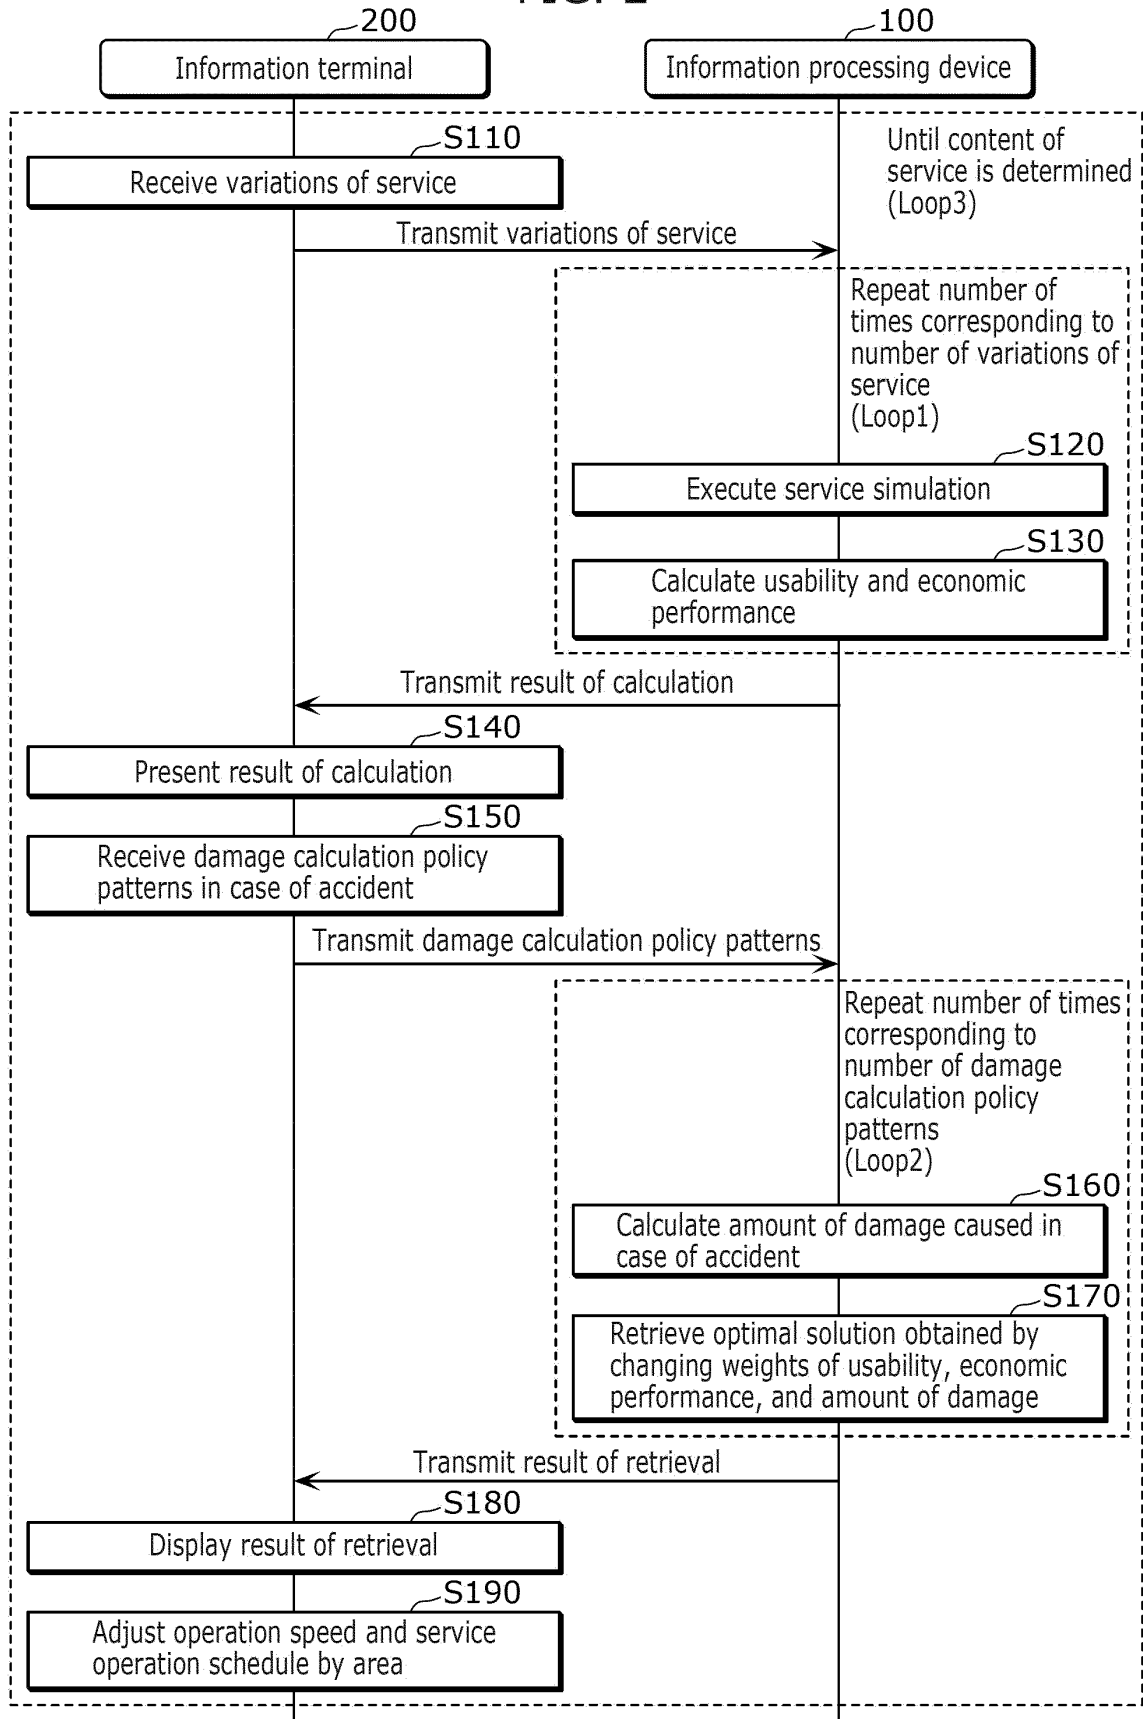 200
100
Information terminal
Information processing device
S110
Receive variations of service
Until content of
service is determined
(Loop3)
Transmit variations of service
Repeat number of
times corresponding to
number of variations of
service
(Loop1)
S120
Execute service simulation
S130
Calculate usability and economic
performance
Transmit result of calculation
S140
Present result of calculation
S150
Receive damage calculation policy
patterns in case of accident
Transmit damage calculation policy patterns
Repeat number of times
corresponding to
number of damage
calculation policy
patterns
(Loop2)
S160
Calculate amount of damage caused in
case of accident
S170
Retrieve optimal solution obtained by
changing weights of usability, economic
performance, and amount of damage
Transmit result of retrieval
S180
Display result of retrieval
S190
Adjust operation speed and service
operation schedule by area